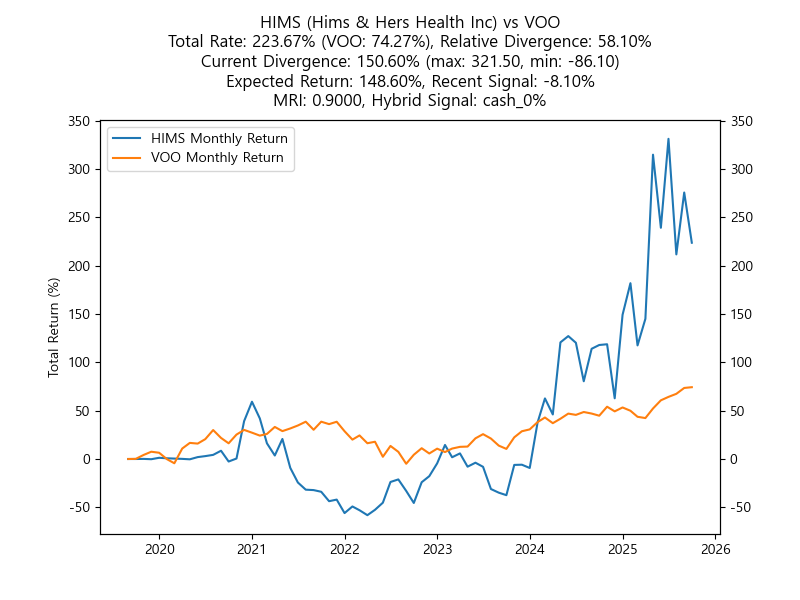 HIMS (Hims & Hers Health Inc) vs VOO
Total Rate: 223.67% (VOO: 74.27%), Relative Divergence: 58.10%
Current Divergence: 150.60% (max: 321.50, min: -86.10)
Expected Return: 148.60%, Recent Signal: -8.10%
MRI: 0.9000, Hybrid Signal: cash_0%
HIMS Monthly Return
VOO Monthly Return
Total Return (%)
350
300
250
200
150
100
50
0
-50
350
300
250
200
150
100
50
0
-50
2020 2021 2022 2023 2024 2025 2026